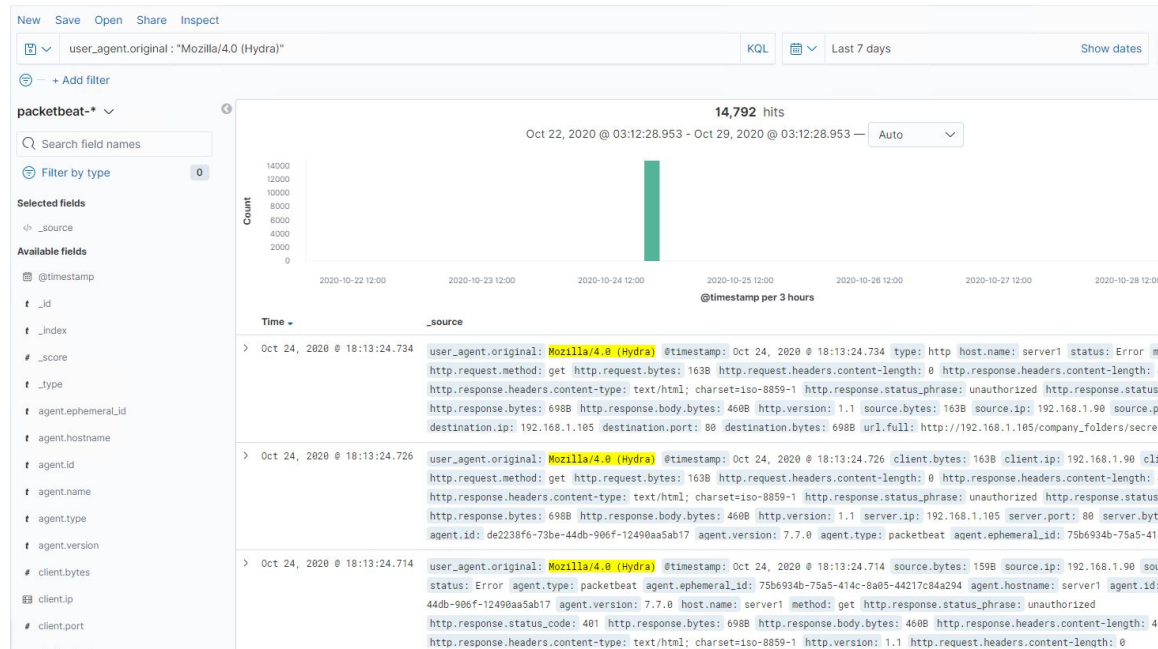 New Save Open Share Inspect
user_agent.original : "Mozilla/4.0 (Hydra)" KQL Last 7 days Show dates
+ Add filter
packetbeat-*
Search field names
Filter by type 0
Selected fields
</> _source
Available fields
@timestamp
t _id
t _index
# _score
t _type
t agent.ephemeral_id
t agent.hostname
t agent.id
t agent.name
t agent.type
t agent.version
# client.bytes
client.ip
# client.port
14,792 hits
Oct 22, 2020 @ 03:12:28.953 - Oct 29, 2020 @ 03:12:28.953 — Auto
Count
14000
12000
10000
8000
6000
4000
2000
0
2020-10-22 12:00 2020-10-23 12:00 2020-10-24 12:00 2020-10-25 12:00 2020-10-26 12:00 2020-10-27 12:00 2020-10-28 12:00
@timestamp per 3 hours
Time _source
Oct 24, 2020 @ 18:13:24.734 user_agent.original: Mozilla/4.0 (Hydra) @timestamp: Oct 24, 2020 @ 18:13:24.734 type: http host.name: server1 status: Error
http.request.method: get http.request.bytes: 163B http.request.headers.content-length: 0 http.response.headers.content-length:
http.response.headers.content-type: text/html; charset=iso-8859-1 http.response.status_phrase: unauthorized http.response.status
http.response.bytes: 698B http.response.body.bytes: 460B http.version: 1.1 source.bytes: 163B source.ip: 192.168.1.90 source.p
destination.ip: 192.168.1.105 destination.port: 80 destination.bytes: 698B url.full: http://192.168.1.105/company_folders/secre
Oct 24, 2020 @ 18:13:24.726 user_agent.original: Mozilla/4.0 (Hydra) @timestamp: Oct 24, 2020 @ 18:13:24.726 client.bytes: 163B client.ip: 192.168.1.90 cli
http.request.method: get http.request.bytes: 163B http.request.headers.content-length: 0 http.response.headers.content-length:
http.response.headers.content-type: text/html; charset=iso-8859-1 http.response.status_phrase: unauthorized http.response.status
http.response.bytes: 698B http.response.body.bytes: 460B http.version: 1.1 server.ip: 192.168.1.105 server.port: 80 server.byt
agent.id: de2238f6-73be-44db-906f-12490aa5ab17 agent.version: 7.7.0 agent.type: packetbeat agent.ephemeral_id: 75b6934b-75a5-41
Oct 24, 2020 @ 18:13:24.714 user_agent.original: Mozilla/4.0 (Hydra) @timestamp: Oct 24, 2020 @ 18:13:24.714 source.bytes: 159B source.ip: 192.168.1.90 sou
status: Error agent.type: packetbeat agent.ephemeral_id: 75b6934b-75a5-414c-8a05-44217c84a294 agent.hostname: server1 agent.id:
44db-906f-12490aa5ab17 agent.version: 7.7.0 host.name: server1 method: get http.response.status_phrase: unauthorized
http.response.status_code: 401 http.response.bytes: 698B http.response.body.bytes: 460B http.response.headers.content-length: 4
http.response.headers.content-type: text/html; charset=iso-8859-1 http.version: 1.1 http.request.headers.content-length: 0